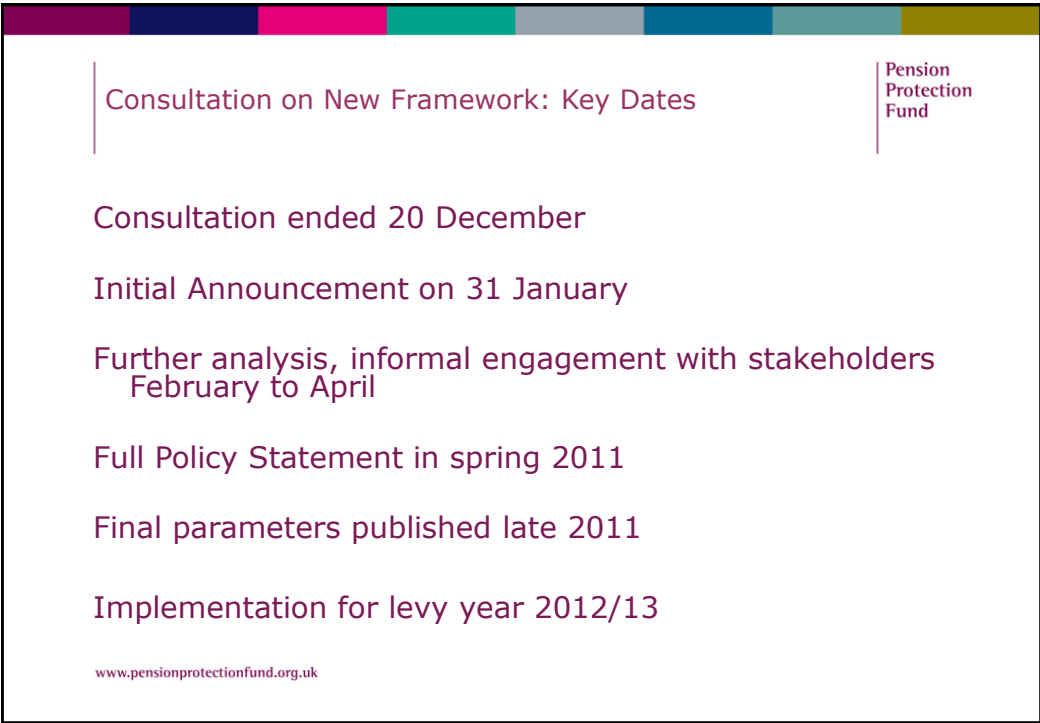 Consultation on New Framework: Key Dates
Pension
Protection
Fund
Consultation ended 20 December
Initial Announcement on 31 January
Further analysis, informal engagement with stakeholders
February to April
Full Policy Statement in spring 2011
Final parameters published late 2011
Implementation for levy year 2012/13
www.pensionprotectionfund.org.uk